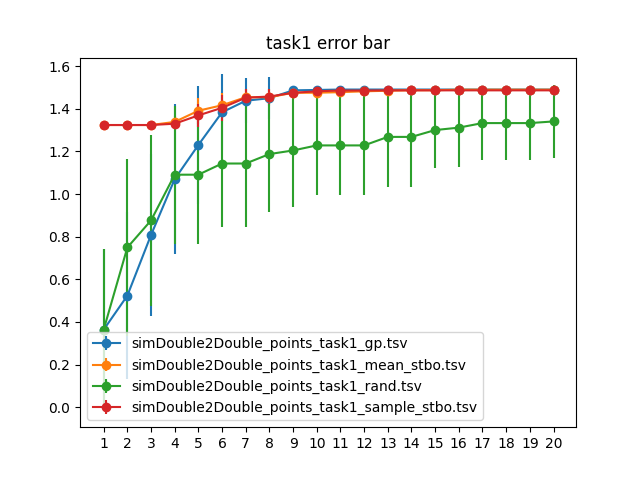 task1 error bar
1.6
1.4
1.2
1.0
0.8
0.6
0.4
0.2
0.0
simDouble2Double_points_task1_gp.tsv
simDouble2Double_points_task1_mean_stbo.tsv
simDouble2Double_points_task1_rand.tsv
simDouble2Double_points_task1_sample_stbo.tsv
1 2 3 4 5 6 7 8 9 10 11 12 13 14 15 16 17 18 19 20